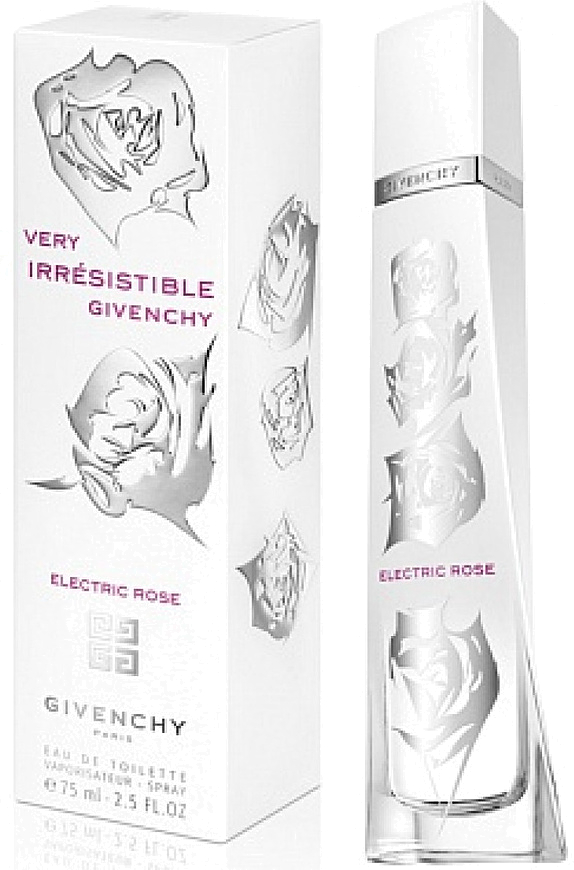 VERY
IRRÉSISTIBLE
GIVENCHY
ELECTRIC ROSE
GIVENCHY
PARIS
EAU DE TOILETTE
VAPORISATEUR - SPRAY
℮ 75 ml - 2.5 FL.OZ
GIVENCHY
ELECTRIC ROSE